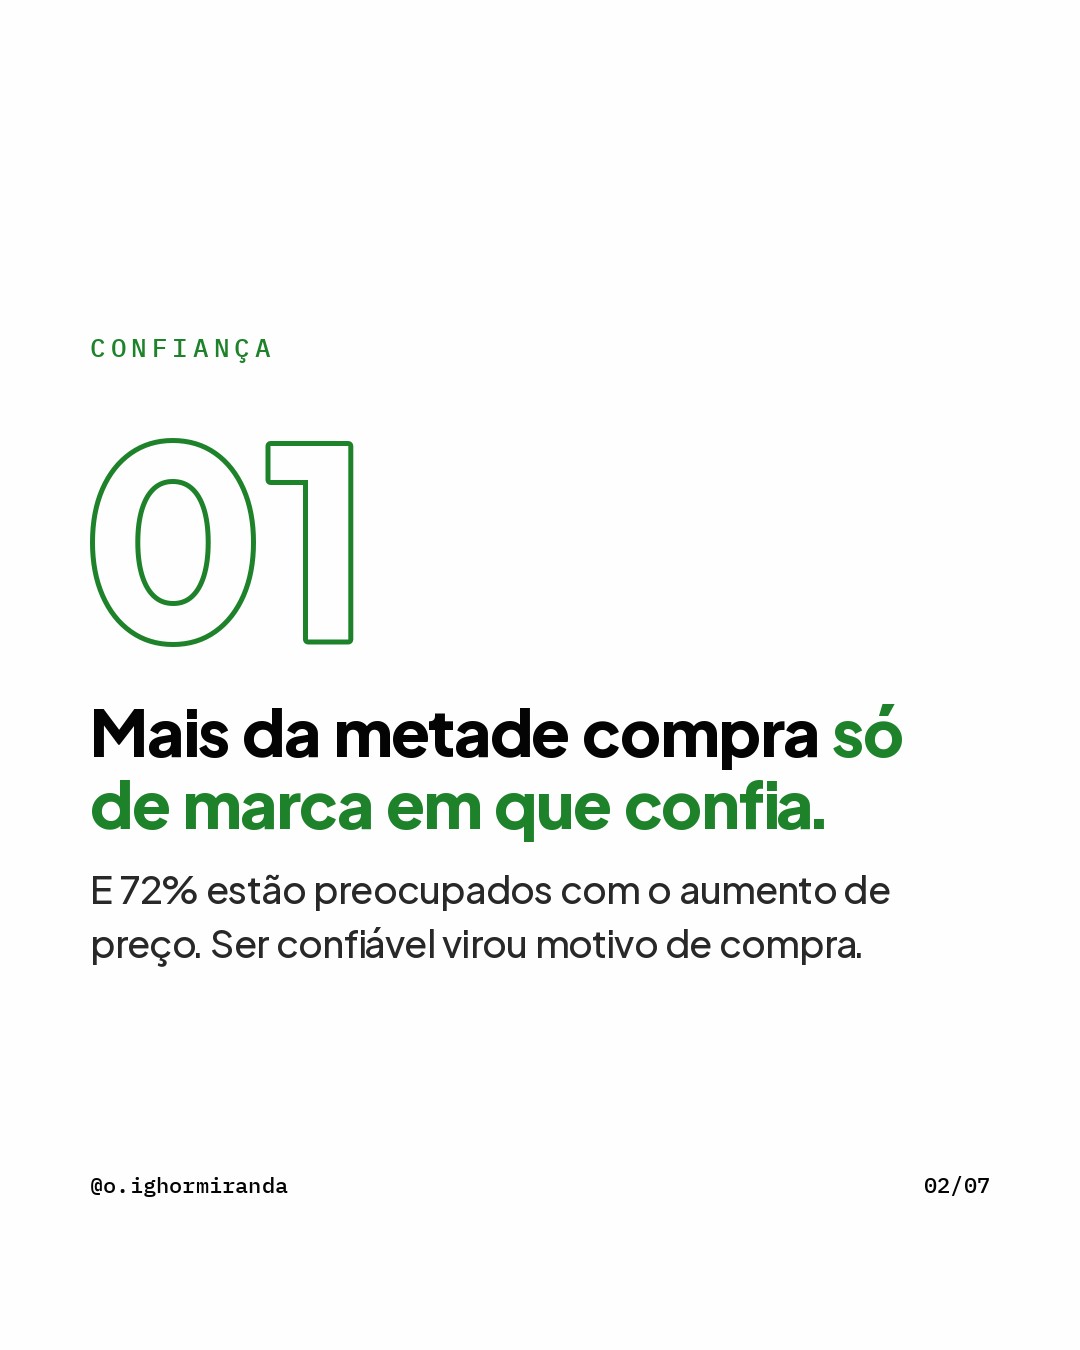 CONFIANÇA
01
Mais da metade compra só
de marca em que confia.
E 72% estão preocupados com o aumento de
preço. Ser confiável virou motivo de compra.
@o.ighormiranda
02/07